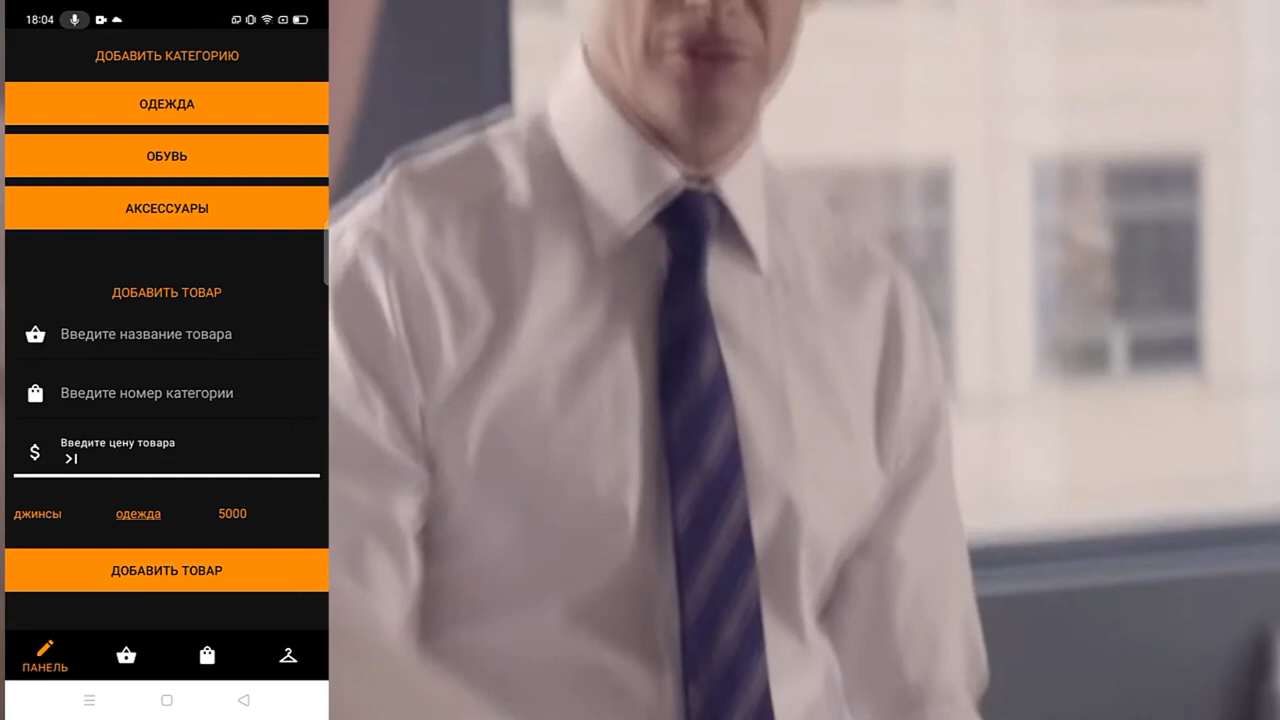 18:04
ДОБАВИТЬ КАТЕГОРИЮ
ОДЕЖДА
ОБУВЬ
АКСЕССУАРЫ
ДОБАВИТЬ ТОВАР
Введите название товара
Введите номер категории
$ Введите цену товара
джинсы одежда 5000
ДОБАВИТЬ ТОВАР
ПАНЕЛЬ